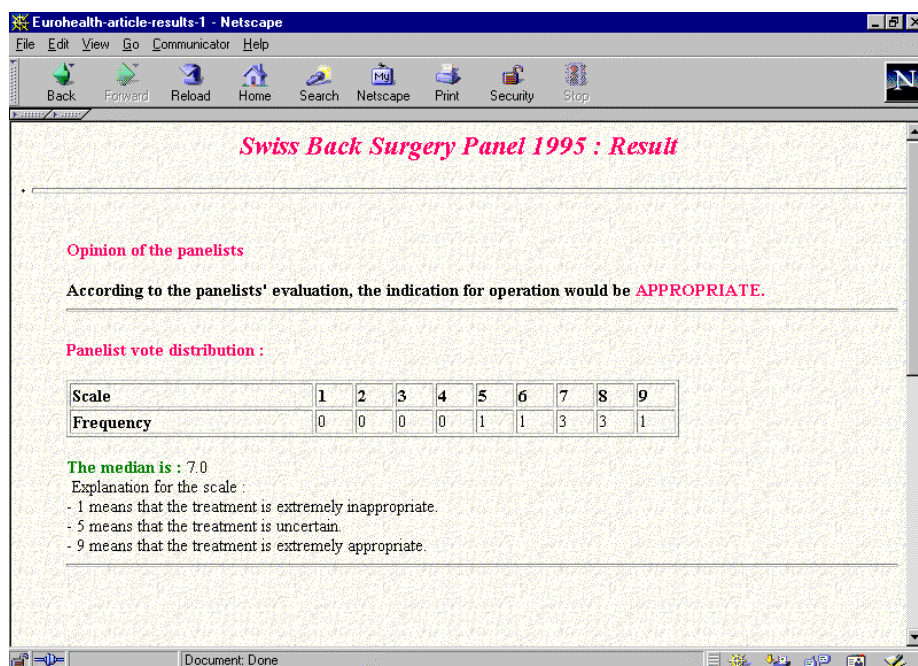 Eurohealth-article-results-1 - Netscape
File Edit View Go Communicator Help
Back Forward Reload Home Search Netscape Print Security Stop
My
N
Swiss Back Surgery Panel 1995 : Result
Opinion of the panelists
According to the panelists' evaluation, the indication for operation would be APPROPRIATE.
Panelist vote distribution :
Scale 1 2 3 4 5 6 7 8 9
Frequency 0 0 0 0 1 1 3 3 1
The median is : 7.0
Explanation for the scale :
- 1 means that the treatment is extremely inappropriate.
- 5 means that the treatment is uncertain.
- 9 means that the treatment is extremely appropriate.
Document: Done